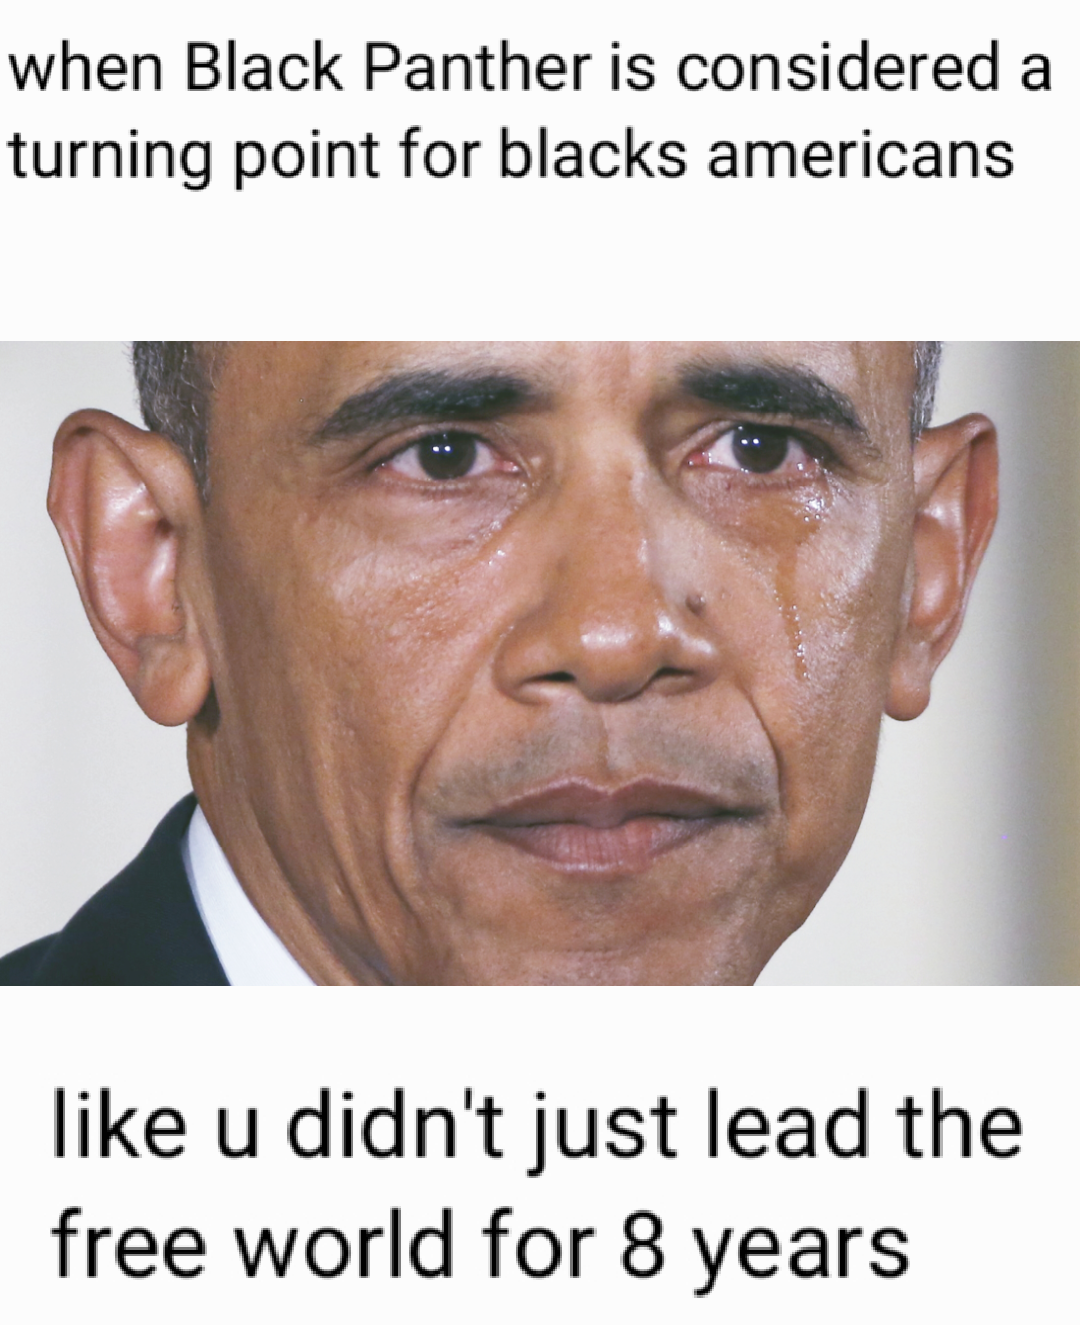 when Black Panther is considered a
turning point for blacks americans
like u didn't just lead the
free world for 8 years